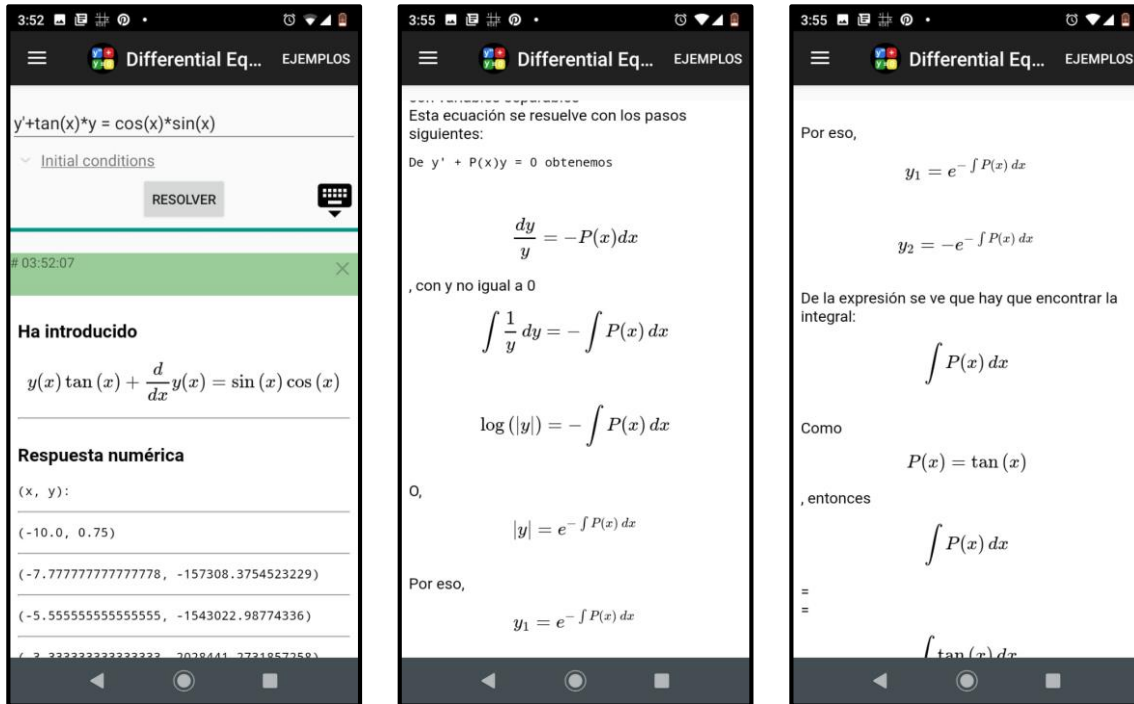 3:52
Differential Eq... EJEMPLOS
y'+tan(x)*y = cos(x)*sin(x)
Initial conditions
RESOLVER
# 03:52:07
Ha introducido
y(x) tan (x) + d/dx y(x) = sin (x) cos (x)
Respuesta numérica
(x, y):
(-10.0, 0.75)
(-7.777777777777778, -157308.3754523229)
(-5.555555555555555, -1543022.98774336)
3:55
Differential Eq... EJEMPLOS
Esta ecuación se resuelve con los pasos
siguientes:
De y' + P(x)y = 0 obtenemos
dy/y = −P(x)dx
, con y no igual a 0
∫ 1/y dy = − ∫ P(x) dx
log (|y|) = − ∫ P(x) dx
O,
|y| = e^{− ∫ P(x) dx}
Por eso,
y₁ = e^{− ∫ P(x) dx}
3:55
Differential Eq... EJEMPLOS
Por eso,
y₁ = e^{− ∫ P(x) dx}
y₂ = −e^{− ∫ P(x) dx}
De la expresión se ve que hay que encontrar la
integral:
∫ P(x) dx
Como
P(x) = tan (x)
, entonces
∫ P(x) dx
=
=
∫ tan (x) dx